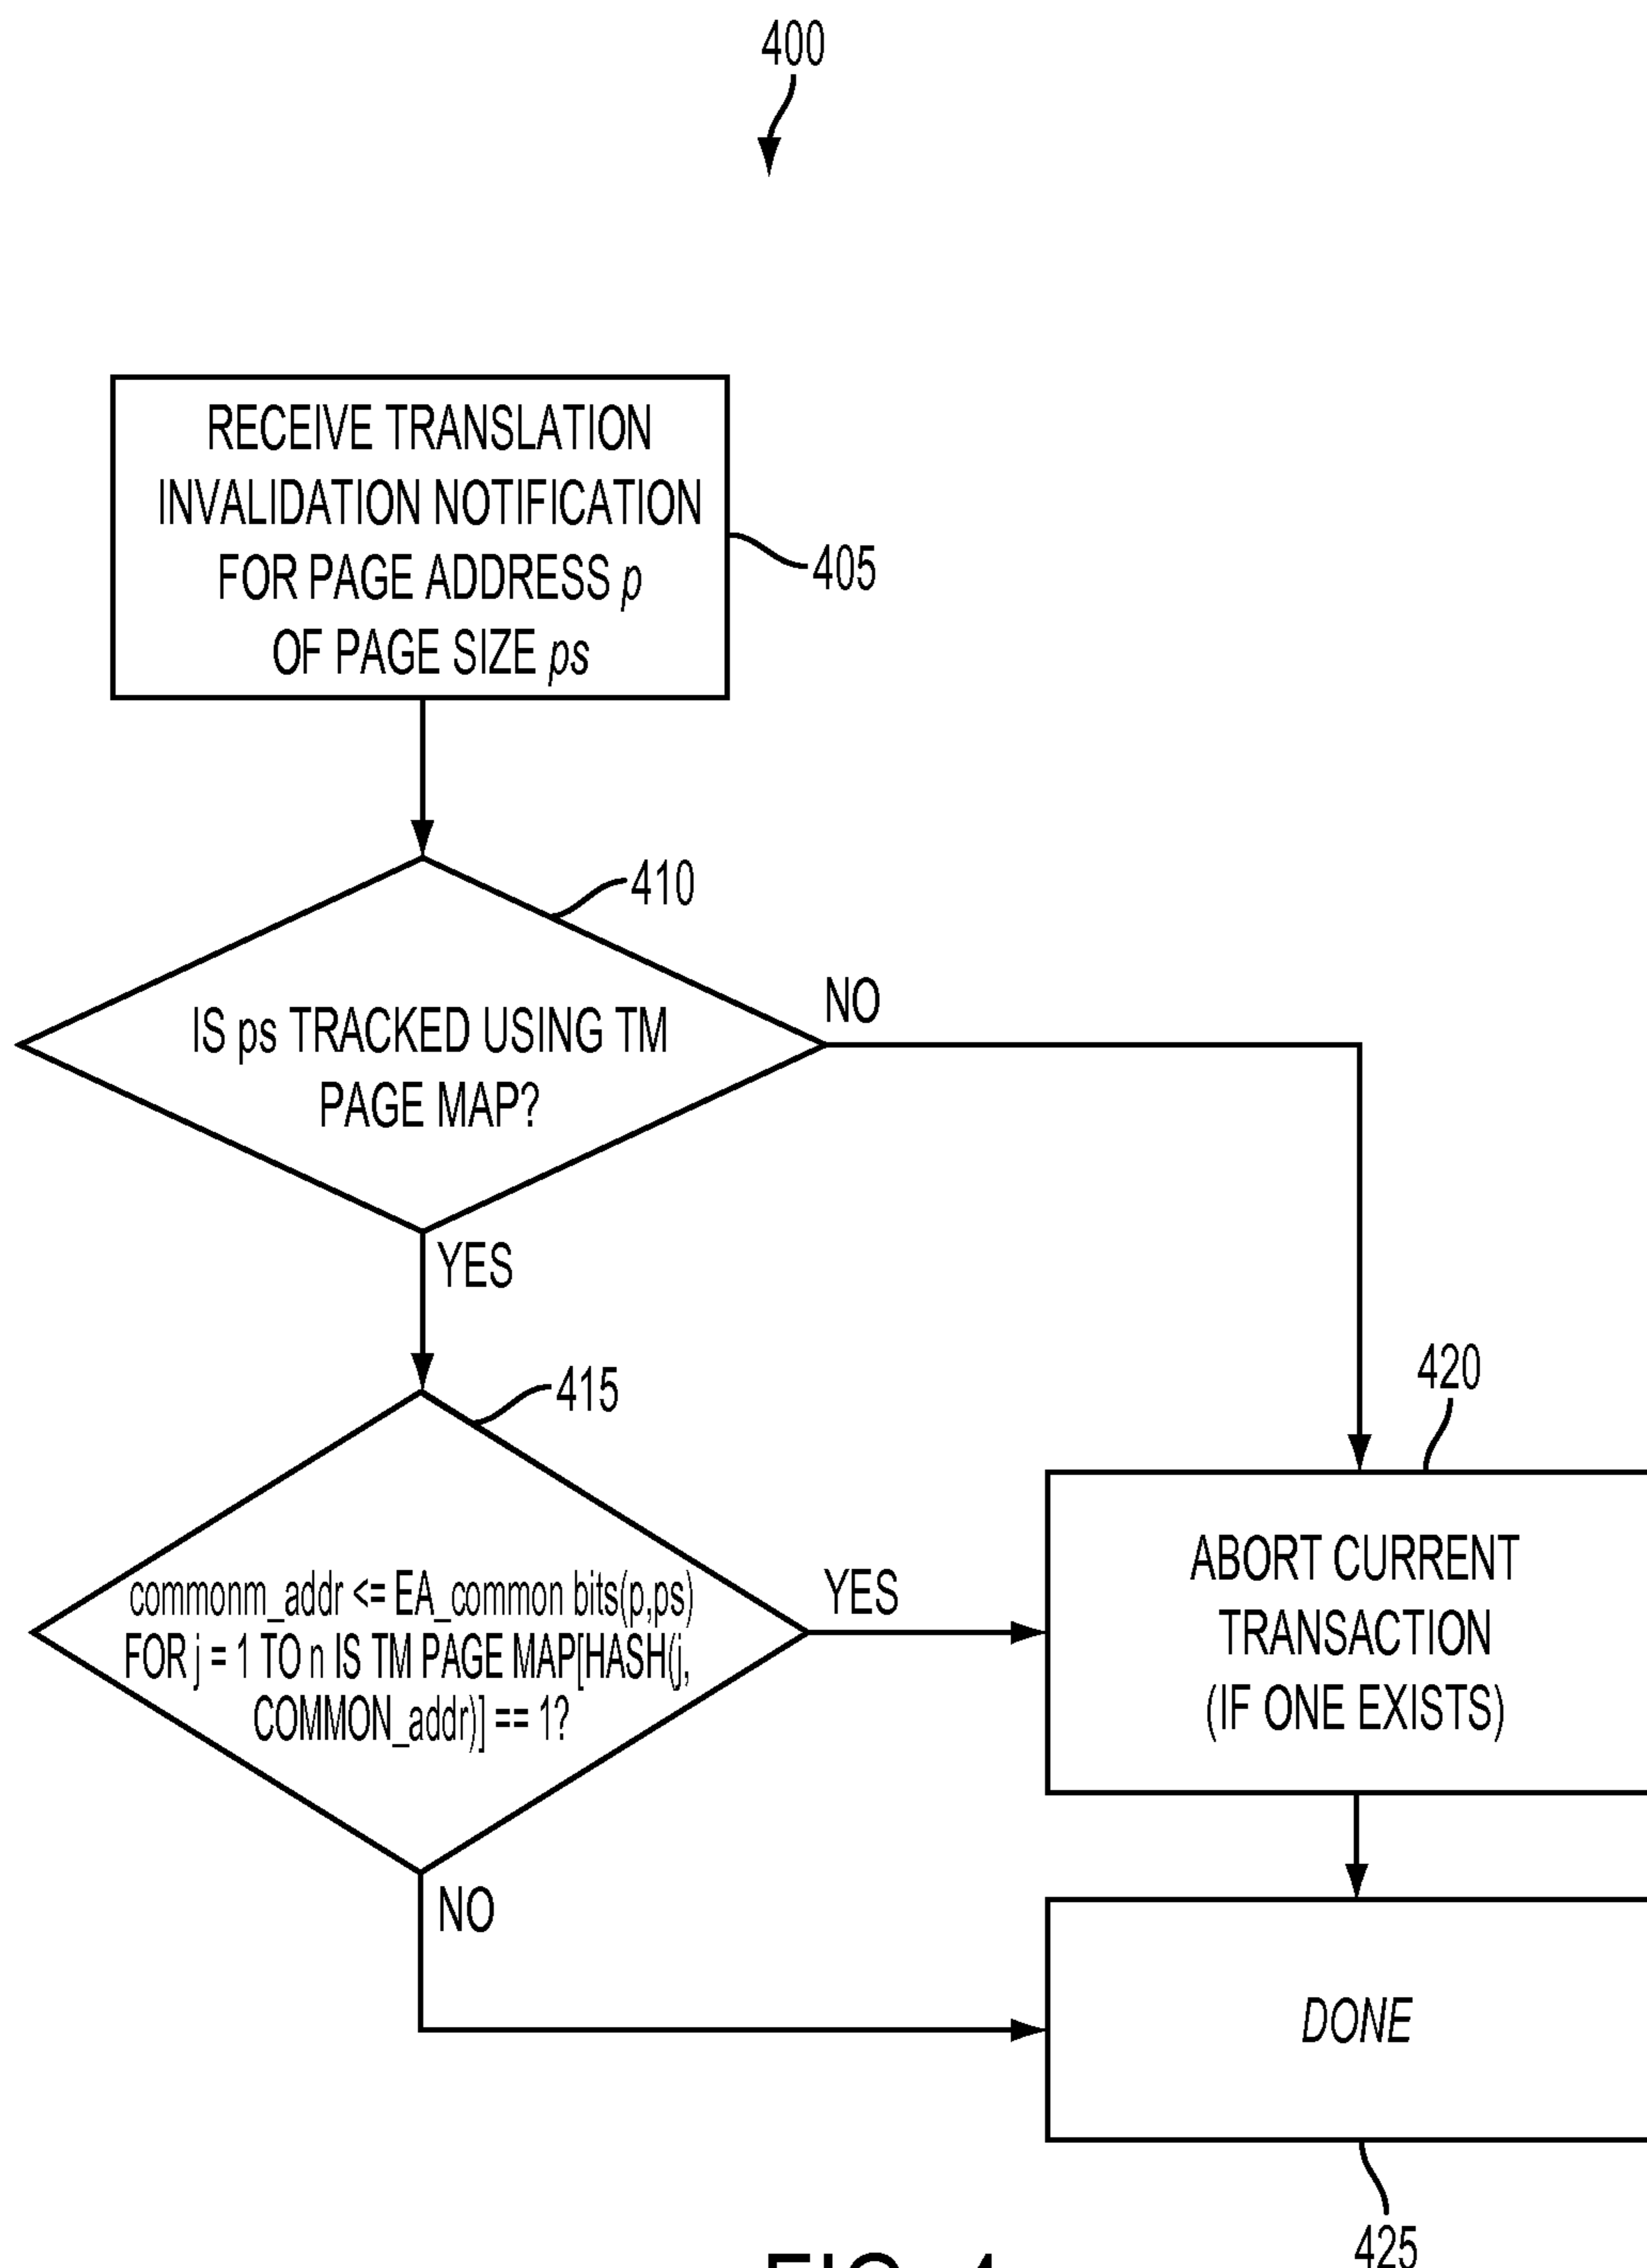 400
RECEIVE TRANSLATION
INVALIDATION NOTIFICATION
FOR PAGE ADDRESS p
OF PAGE SIZE ps
405
410
IS ps TRACKED USING TM
PAGE MAP?
NO
YES
415
commonm_addr <= EA_common bits(p,ps)
FOR j = 1 TO n IS TM PAGE MAP[HASH(j,
COMMON_addr)] == 1?
YES
NO
420
ABORT CURRENT
TRANSACTION
(IF ONE EXISTS)
DONE
425